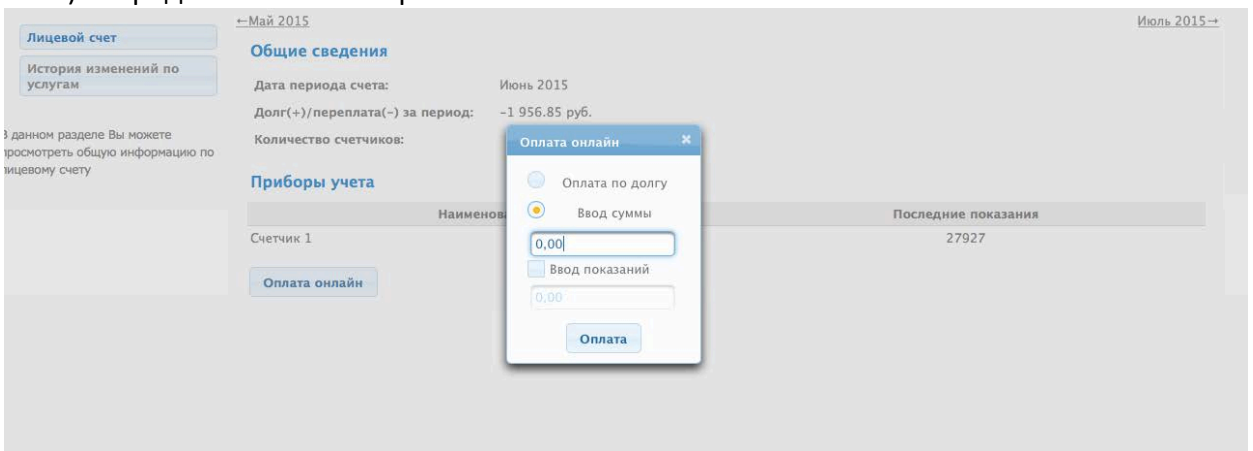 ←Май 2015
Июль 2015→
Лицевой счет
История изменений по
услугам
данном разделе Вы можете
просмотреть общую информацию по
лицевому счету
Общие сведения
Дата периода счета: Июнь 2015
Долг(+)/переплата(-) за период: -1 956.85 руб.
Количество счетчиков:
Приборы учета
Последние показания
Счетчик 1 27927
Оплата онлайн
Оплата онлайн
Оплата по долгу
Ввод суммы
0,00
Ввод показаний
0,00
Оплата